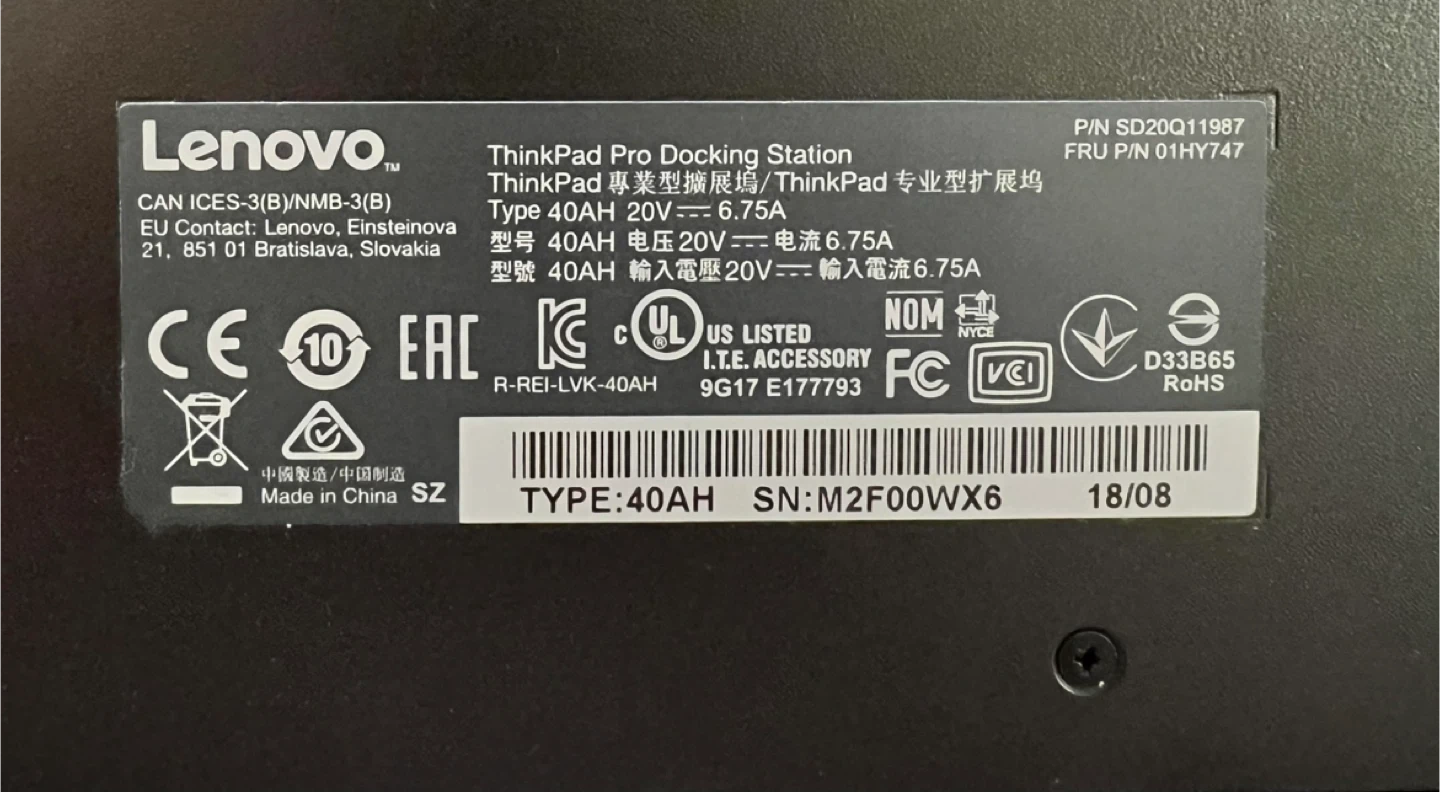 Lenovo™
CAN ICES-3(B)/NMB-3(B)
EU Contact: Lenovo, Einsteinova
21, 851 01 Bratislava, Slovakia
ThinkPad Pro Docking Station
ThinkPad 專業型擴展塢/ThinkPad 专业型扩展坞
Type 40AH 20V⎓ 6.75A
型号 40AH 电压20V⎓电流6.75A
型號 40AH 輸入電壓20V⎓輸入電流6.75A
P/N SD20Q11987
FRU P/N 01HY747
CE
10
EAC
KC
R-REI-LVK-40AH
C UL® US LISTED
I.T.E. ACCESSORY
9G17 E177793
NOM
NYCE
FC
VCI
D33B65
RoHS
中國製造/中国制造
Made in China SZ
TYPE:40AH SN:M2F00WX6 18/08